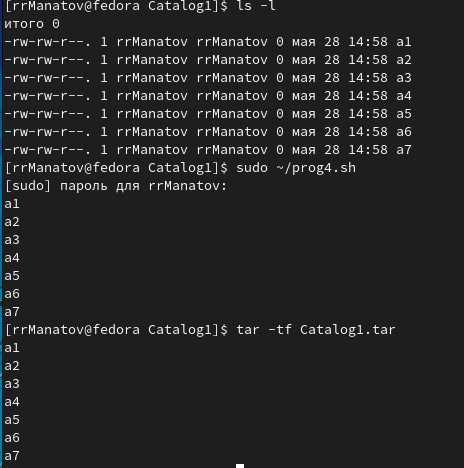 [rrManatov@fedora Catalog1]$ ls -l
итого 0
-rw-rw-r--. 1 rrManatov rrManatov 0 мая 28 14:58 a1
-rw-rw-r--. 1 rrManatov rrManatov 0 мая 28 14:58 a2
-rw-rw-r--. 1 rrManatov rrManatov 0 мая 28 14:58 a3
-rw-rw-r--. 1 rrManatov rrManatov 0 мая 28 14:58 a4
-rw-rw-r--. 1 rrManatov rrManatov 0 мая 28 14:58 a5
-rw-rw-r--. 1 rrManatov rrManatov 0 мая 28 14:58 a6
-rw-rw-r--. 1 rrManatov rrManatov 0 мая 28 14:58 a7
[rrManatov@fedora Catalog1]$ sudo ~/prog4.sh
[sudo] пароль для rrManatov:
a1
a2
a3
a4
a5
a6
a7
[rrManatov@fedora Catalog1]$ tar -tf Catalog1.tar
a1
a2
a3
a4
a5
a6
a7